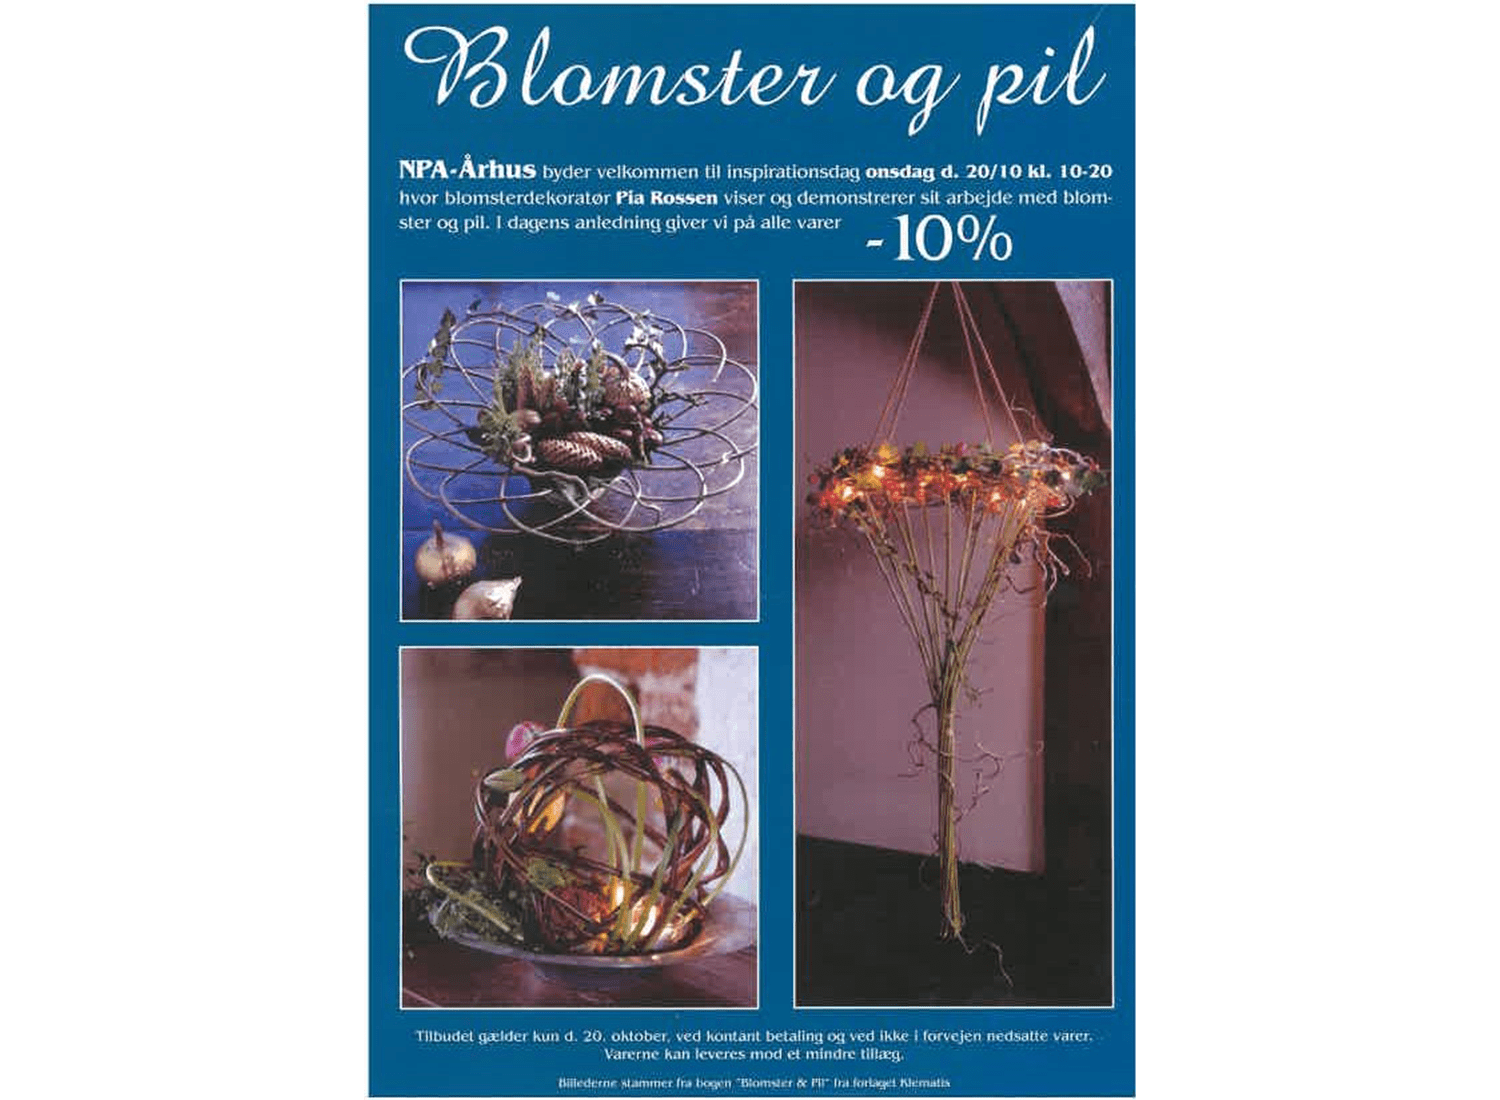 Blomster og pil
NPA-Århus byder velkommen til inspirationsdag onsdag d. 20/10 kl. 10-20
hvor blomsterdekoratør Pia Rossen viser og demonstrerer sit arbejde med blom-
ster og pil. I dagens anledning giver vi på alle varer
-10%
Tilbudet gælder kun d. 20. oktober, ved kontant betaling og ved ikke i forvejen nedsatte varer.
Varerne kan leveres mod et mindre tillæg.
Billederne stammer fra bogen "Blomster & Pil" fra forlaget Klematis